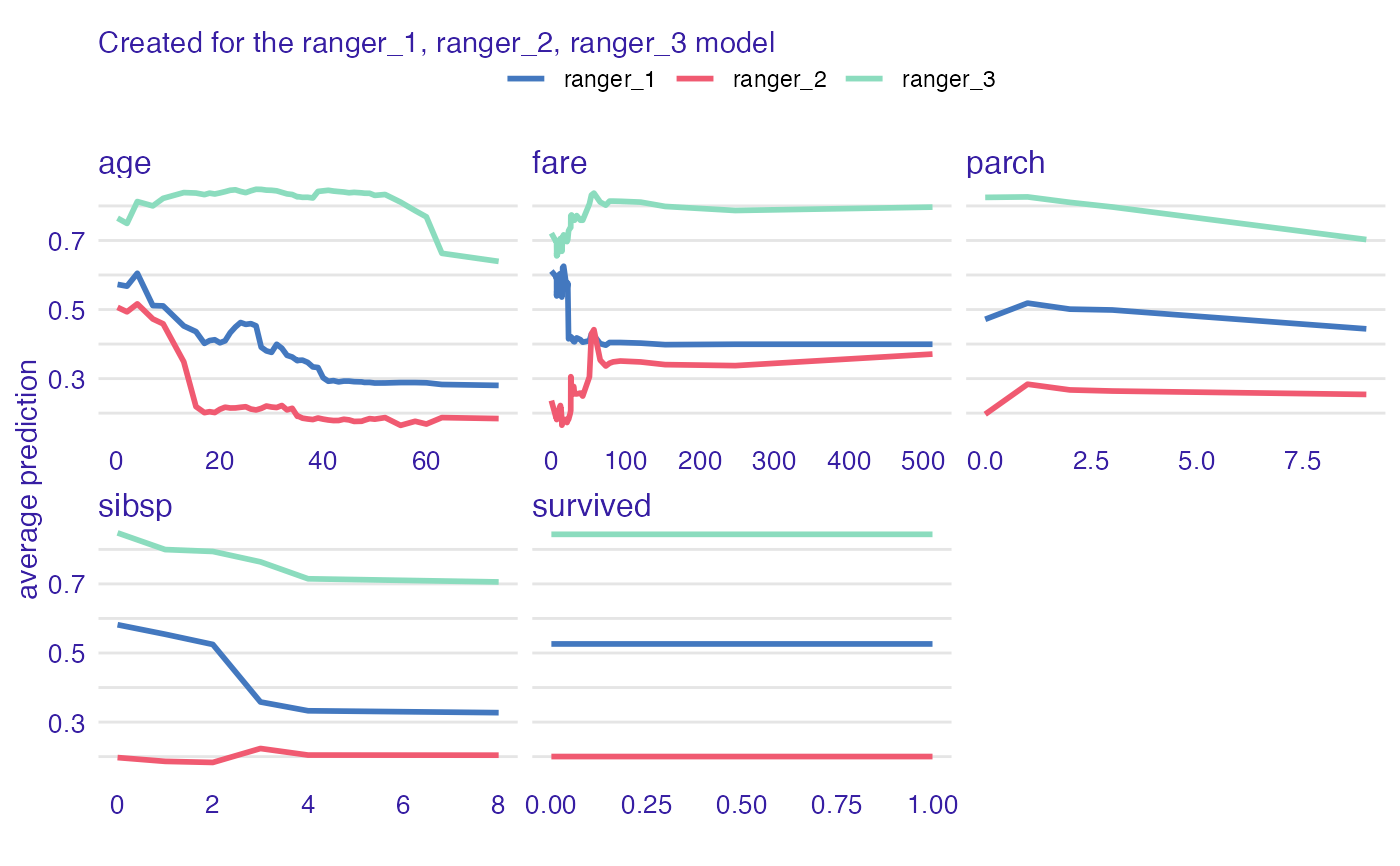 Created for the ranger_1, ranger_2, ranger_3 model
ranger_1 ranger_2 ranger_3
age fare parch
0.7
0.5
0.3
0 20 40 60 0 100 200 300 400 500 0.0 2.5 5.0 7.5
average prediction
sibsp survived
0.7
0.5
0.3
0 2 4 6 8 0.00 0.25 0.50 0.75 1.00